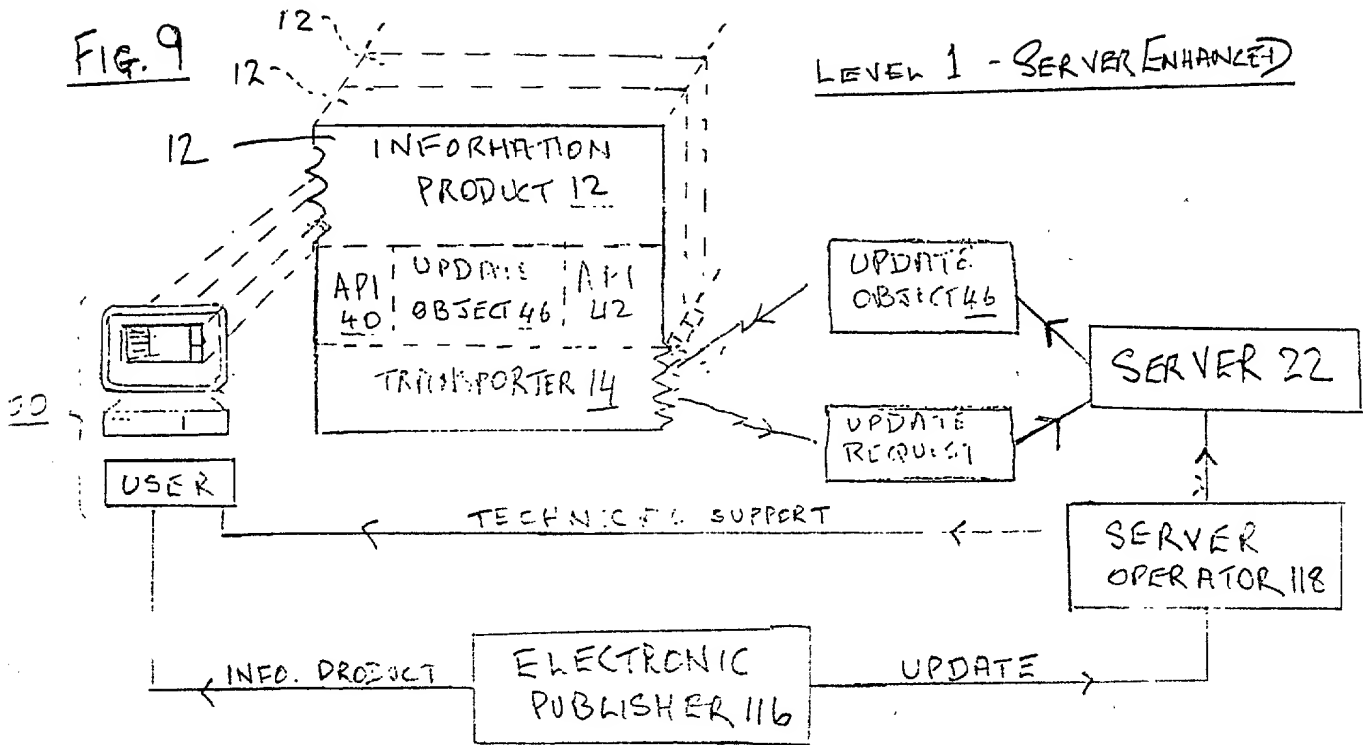 FIG. 9
12
12
LEVEL 1 - SERVER ENHANCED
12
INFORMATION
PRODUCT 12
API
40
UPDATE
OBJECT 46
API
42
TRANSPORTER 14
UPDATE
OBJECT 46
SERVER 22
UPDATE
REQUEST
USER
TECHNICAL SUPPORT
SERVER
OPERATOR 118
INFO. PRODUCT
ELECTRONIC
PUBLISHER 116
UPDATE